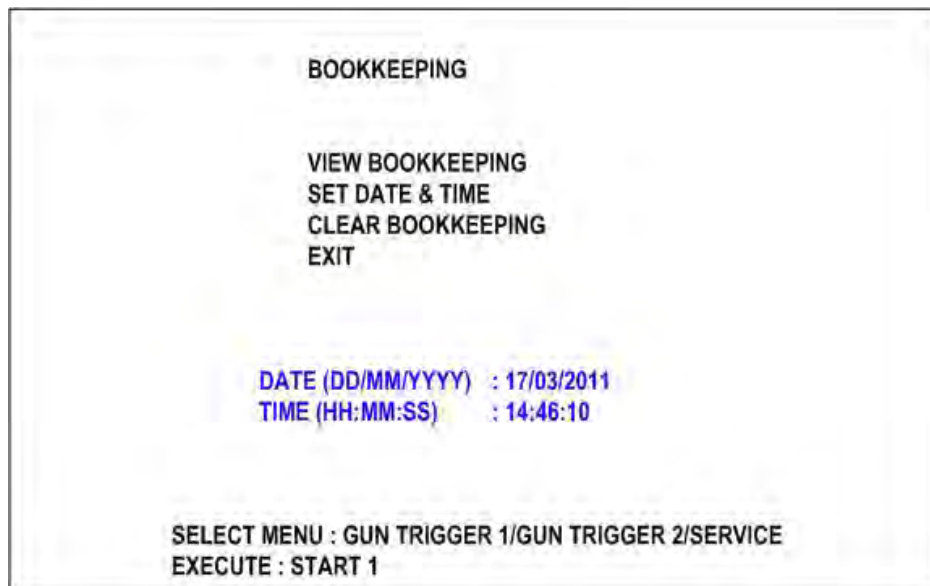 BOOKKEEPING
VIEW BOOKKEEPING
SET DATE & TIME
CLEAR BOOKKEEPING
EXIT
DATE (DD/MM/YYYY) : 17/03/2011
TIME (HH:MM:SS) : 14:46:10
SELECT MENU : GUN TRIGGER 1/GUN TRIGGER 2/SERVICE
EXECUTE : START 1